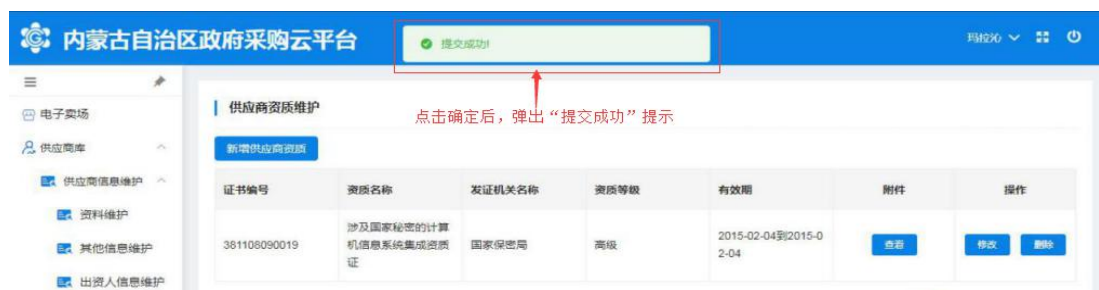 内蒙古自治区政府采购云平台
提交成功!
电子卖场
供应商库
供应商信息维护
资料维护
其他信息维护
出资人信息维护
点击确定后，弹出“提交成功”提示
供应商资质维护
新增供应商资质
证书编号 资质名称 发证机关名称 资质等级 有效期 附件 操作
381108090019 涉及国家秘密的计算机信息系统集成资质证 国家保密局 高级 2015-02-04到2015-02-04 查看 修改 删除